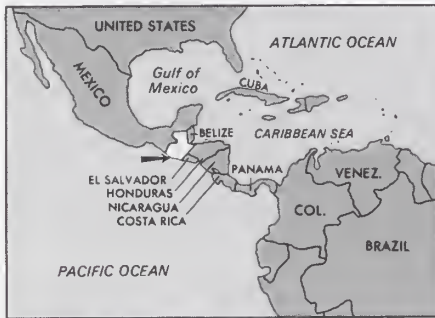 UNITED STATES
ATLANTIC OCEAN
MEXICO
Gulf of
Mexico
CUBA
BELIZE
CARIBBEAN SEA
EL SALVADOR
HONDURAS
NICARAGUA
COSTA RICA
PANAMA
VENEZ.
COL.
BRAZIL
PACIFIC OCEAN